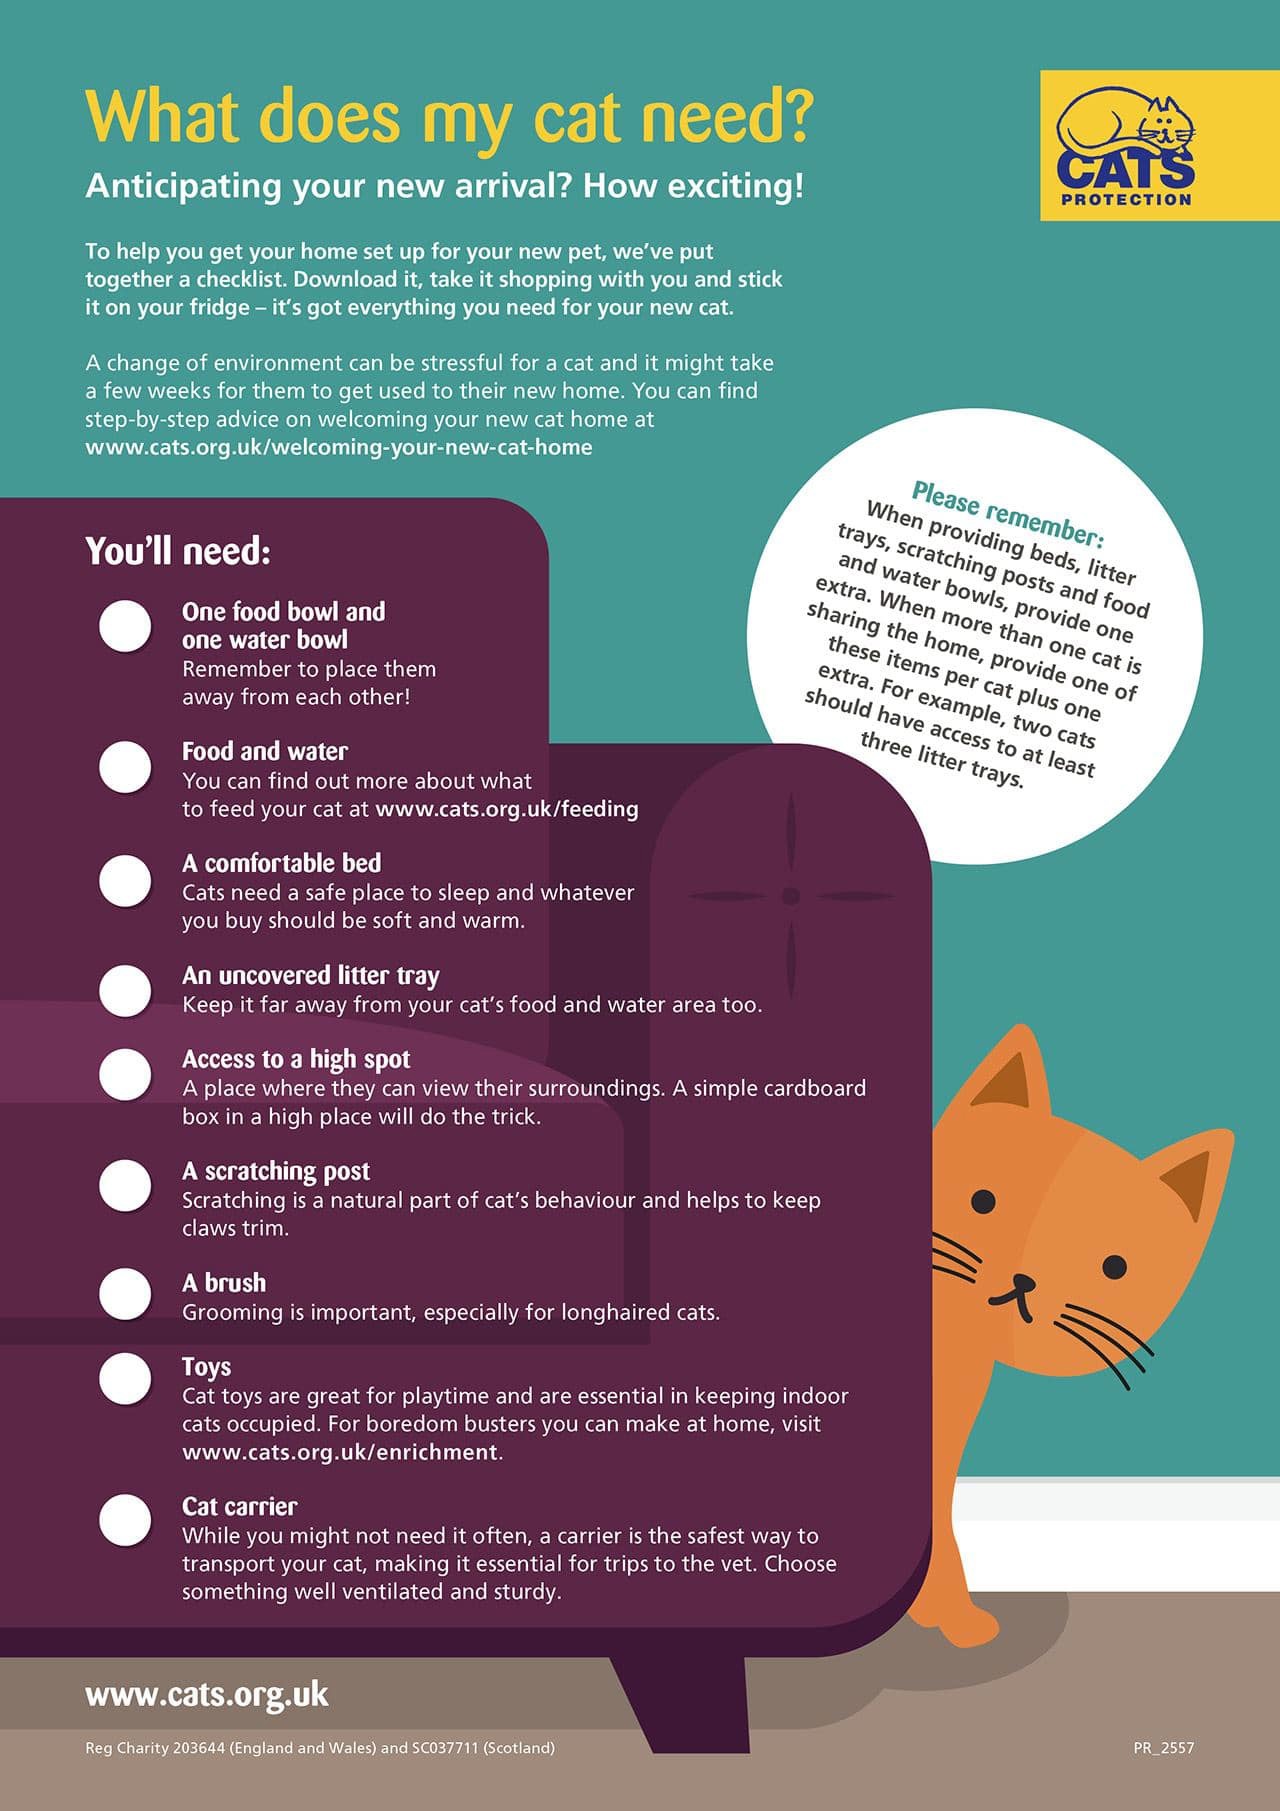 What does my cat need?
Anticipating your new arrival? How exciting!
CATS
PROTECTION
To help you get your home set up for your new pet, we’ve put
together a checklist. Download it, take it shopping with you and stick
it on your fridge – it’s got everything you need for your new cat.
A change of environment can be stressful for a cat and it might take
a few weeks for them to get used to their new home. You can find
step-by-step advice on welcoming your new cat home at
www.cats.org.uk/welcoming-your-new-cat-home
Please remember:
When providing beds, litter
trays, scratching posts and food
and water bowls, provide one
extra. When more than one cat is
sharing the home, provide one of
these items per cat plus one
extra. For example, two cats
should have access to at least
three litter trays.
You’ll need:
One food bowl and
one water bowl
Remember to place them
away from each other!
Food and water
You can find out more about what
to feed your cat at www.cats.org.uk/feeding
A comfortable bed
Cats need a safe place to sleep and whatever
you buy should be soft and warm.
An uncovered litter tray
Keep it far away from your cat’s food and water area too.
Access to a high spot
A place where they can view their surroundings. A simple cardboard
box in a high place will do the trick.
A scratching post
Scratching is a natural part of cat’s behaviour and helps to keep
claws trim.
A brush
Grooming is important, especially for longhaired cats.
Toys
Cat toys are great for playtime and are essential in keeping indoor
cats occupied. For boredom busters you can make at home, visit
www.cats.org.uk/enrichment.
Cat carrier
While you might not need it often, a carrier is the safest way to
transport your cat, making it essential for trips to the vet. Choose
something well ventilated and sturdy.
www.cats.org.uk
Reg Charity 203644 (England and Wales) and SC037711 (Scotland)
PR_2557